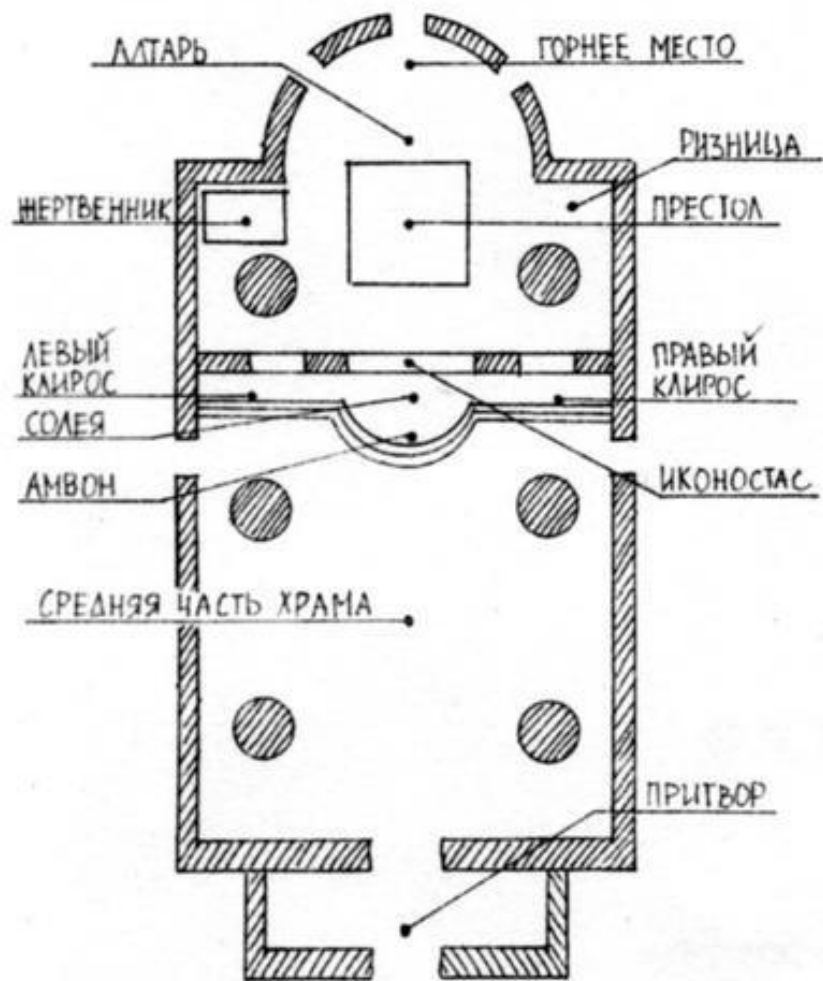 АЛТАРЬ
ГОРНЕЕ МЕСТО
РИЗНИЦА
ЖЕРТВЕННИК
ПРЕСТОЛ
ЛЕВЫЙ
КЛИРОС
ПРАВЫЙ
КЛИРОС
СОЛЕЯ
АМВОН
ИКОНОСТАС
СРЕДНЯЯ ЧАСТЬ ХРАМА
ПРИТВОР